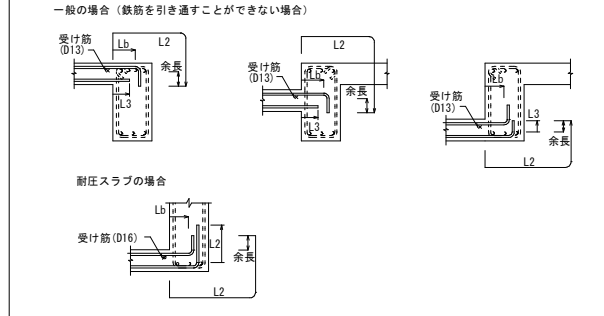 一般の場合（鉄筋を引き通すことができない場合）
受け筋
(D13)
Lb
L2
余長
L3
受け筋
(D13)
Lb
L2
余長
L3
受け筋
(D13)
Lb
L3
余長
L2
耐圧スラブの場合
Lb
受け筋(D16)
L2
余長
L2